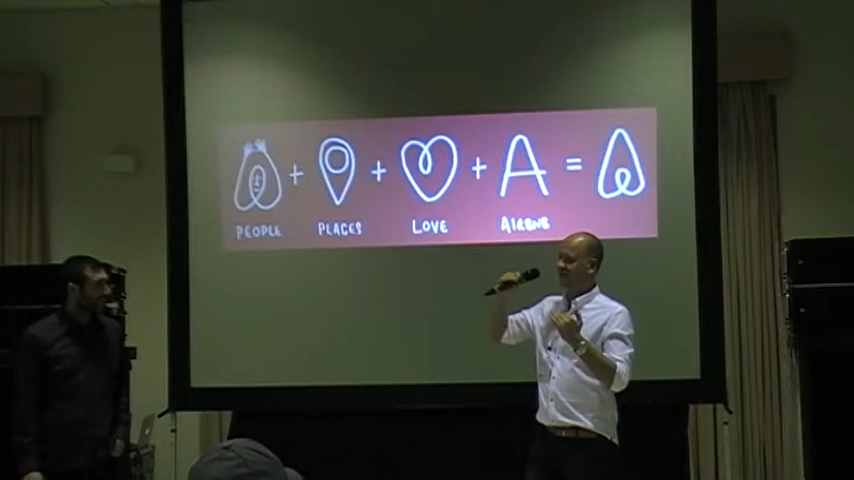 + + + A =
PEOPLE PLACES LOVE AIRBNB